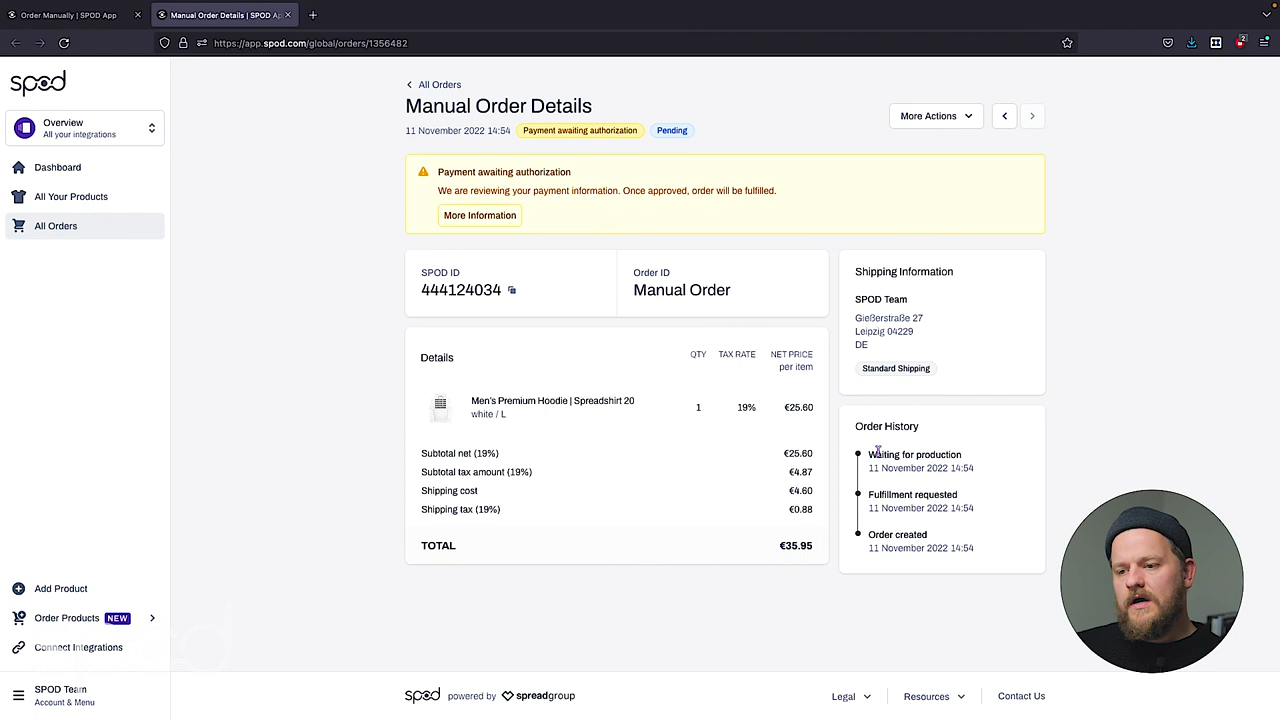 Order Manually | SPOD App
Manual Order Details | SPOD Ap
https://app.spod.com/global/orders/1356482
2
spod
Overview
All your integrations
Dashboard
All Your Products
All Orders
Add Product
Order Products NEW
Connect Integrations
SPOD Team
Account & Menu
All Orders
Manual Order Details
11 November 2022 14:54 Payment awaiting authorization Pending
More Actions
Payment awaiting authorization
We are reviewing your payment information. Once approved, order will be fulfilled.
More Information
SPOD ID
444124034
Order ID
Manual Order
Details QTY TAX RATE NET PRICE
per item
Men's Premium Hoodie | Spreadshirt 20 1 19% €25.60
white / L
Subtotal net (19%) €25.60
Subtotal tax amount (19%) €4.87
Shipping cost €4.60
Shipping tax (19%) €0.88
TOTAL €35.95
Shipping Information
SPOD Team
Gießerstraße 27
Leipzig 04229
DE
Standard Shipping
Order History
Waiting for production
11 November 2022 14:54
Fulfillment requested
11 November 2022 14:54
Order created
11 November 2022 14:54
spod powered by spreadgroup
Legal Resources Contact Us